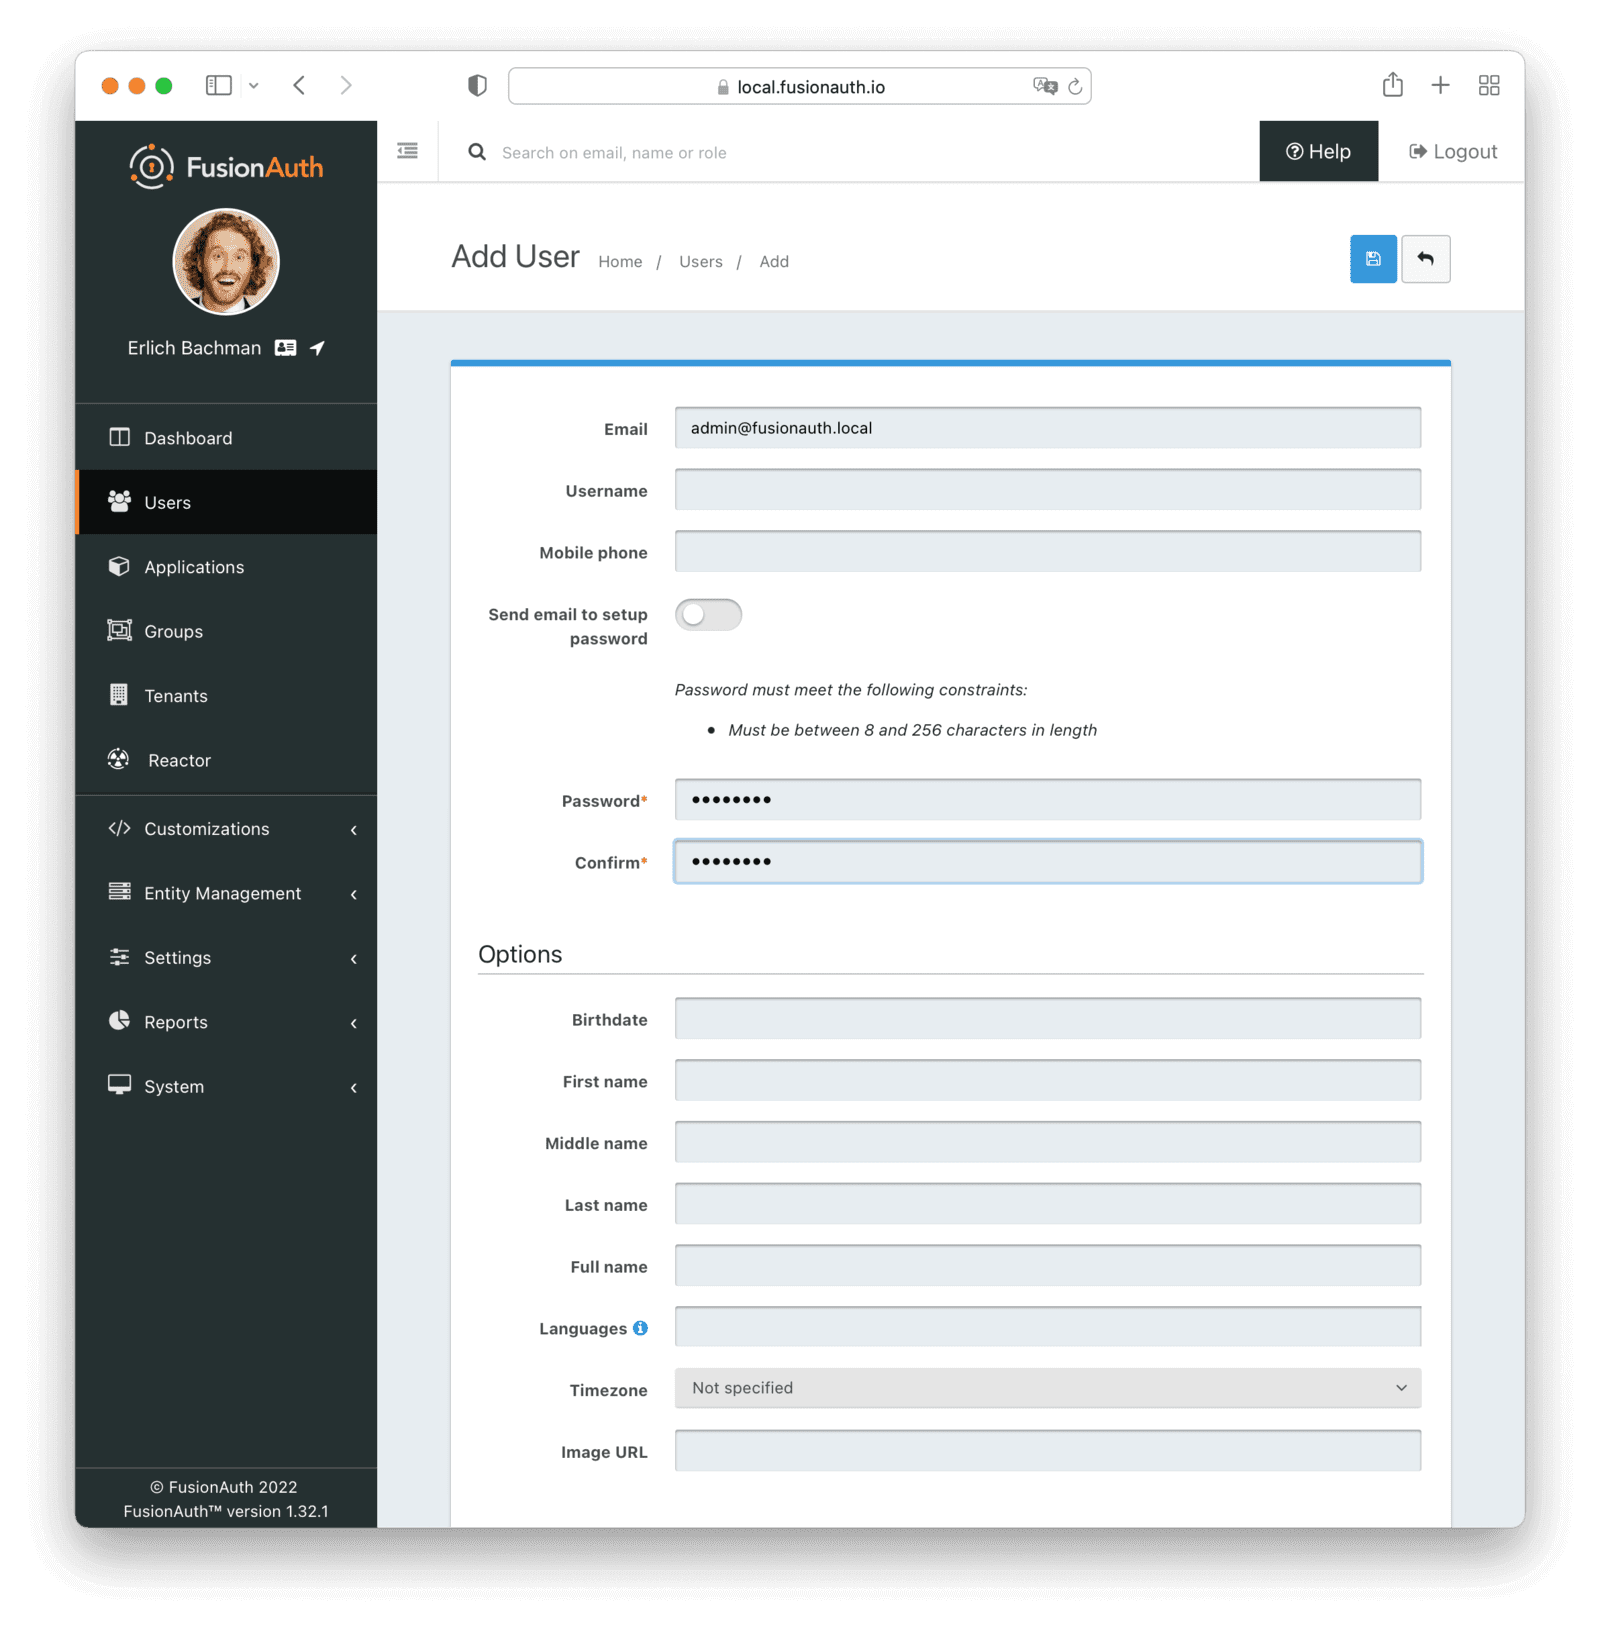 local.fusionauth.io
FusionAuth
Search on email, name or role
Help
Logout
Erlich Bachman
Dashboard
Users
Applications
Groups
Tenants
Reactor
Customizations
Entity Management
Settings
Reports
System
© FusionAuth 2022
FusionAuth™ version 1.32.1
Add User
Home / Users / Add
Email
admin@fusionauth.local
Username
Mobile phone
Send email to setup
password
Password must meet the following constraints:
• Must be between 8 and 256 characters in length
Password*
••••••••
Confirm*
••••••••
Options
Birthdate
First name
Middle name
Last name
Full name
Languages
Timezone
Not specified
Image URL